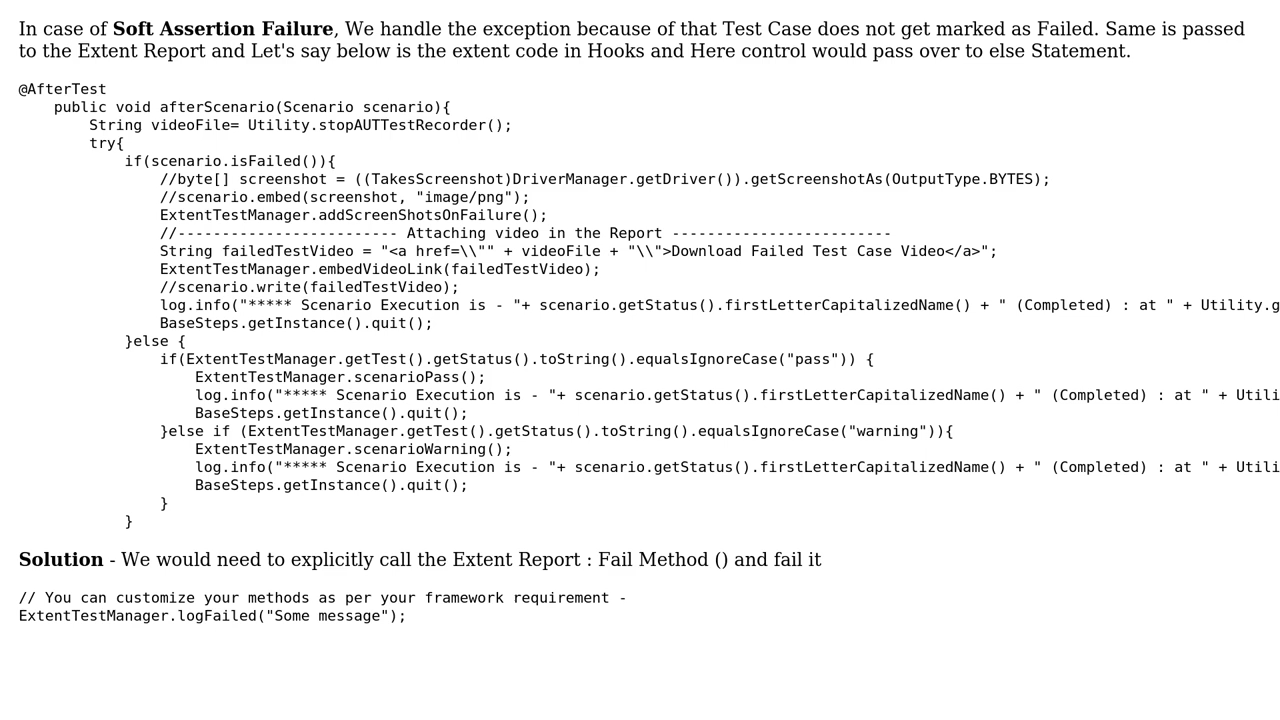 In case of Soft Assertion Failure, We handle the exception because of that Test Case does not get marked as Failed. Same is passed
to the Extent Report and Let's say below is the extent code in Hooks and Here control would pass over to else Statement.
@AfterTest
    public void afterScenario(Scenario scenario){
        String videoFile= Utility.stopAUTTestRecorder();
        try{
            if(scenario.isFailed()){
                //byte[] screenshot = ((TakesScreenshot)DriverManager.getDriver()).getScreenshotAs(OutputType.BYTES);
                //scenario.embed(screenshot, "image/png");
                ExtentTestManager.addScreenShotsOnFailure();
                //------------------------- Attaching video in the Report -------------------------
                String failedTestVideo = "<a href=\\"" + videoFile + "\\">Download Failed Test Case Video</a>";
                ExtentTestManager.embedVideoLink(failedTestVideo);
                //scenario.write(failedTestVideo);
                log.info("***** Scenario Execution is - "+ scenario.getStatus().firstLetterCapitalizedName() + " (Completed) : at " + Utility.g
                BaseSteps.getInstance().quit();
            }else {
                if(ExtentTestManager.getTest().getStatus().toString().equalsIgnoreCase("pass")) {
                    ExtentTestManager.scenarioPass();
                    log.info("***** Scenario Execution is - "+ scenario.getStatus().firstLetterCapitalizedName() + " (Completed) : at " + Utili
                    BaseSteps.getInstance().quit();
                }else if (ExtentTestManager.getTest().getStatus().toString().equalsIgnoreCase("warning")){
                    ExtentTestManager.scenarioWarning();
                    log.info("***** Scenario Execution is - "+ scenario.getStatus().firstLetterCapitalizedName() + " (Completed) : at " + Utili
                    BaseSteps.getInstance().quit();
                }
            }
Solution - We would need to explicitly call the Extent Report : Fail Method () and fail it
// You can customize your methods as per your framework requirement -
ExtentTestManager.logFailed("Some message");